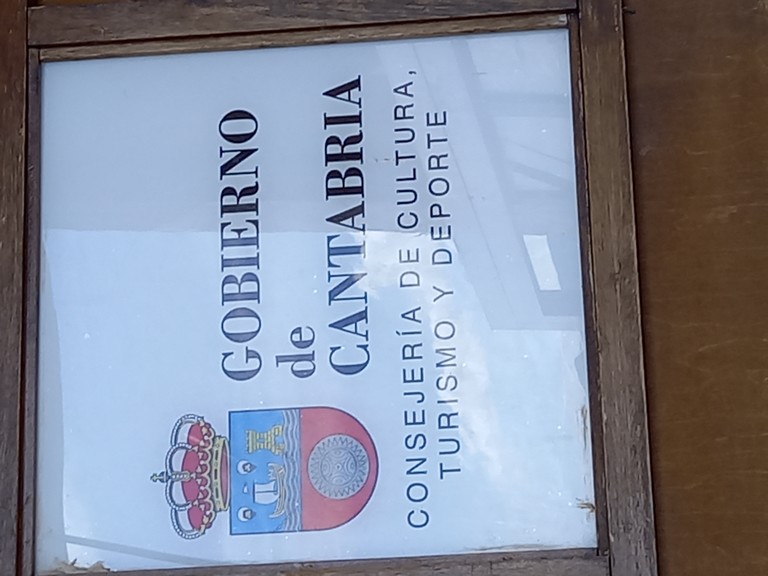 GOBIERNO
de
CANTABRIA
CONSEJERÍA DE CULTURA,
TURISMO Y DEPORTE